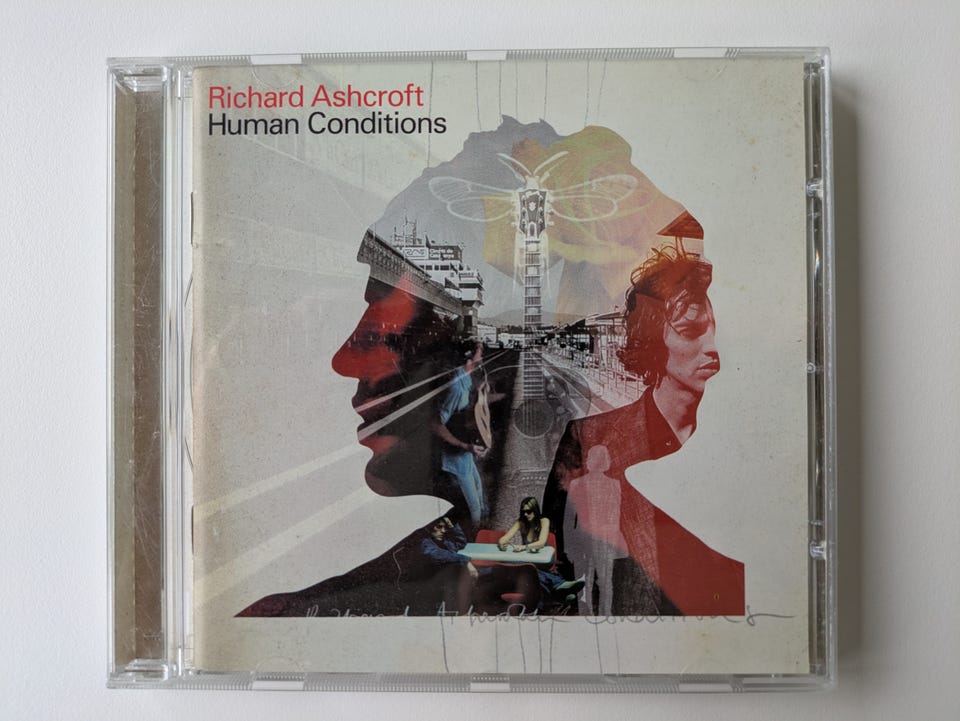 Richard Ashcroft
Human Conditions